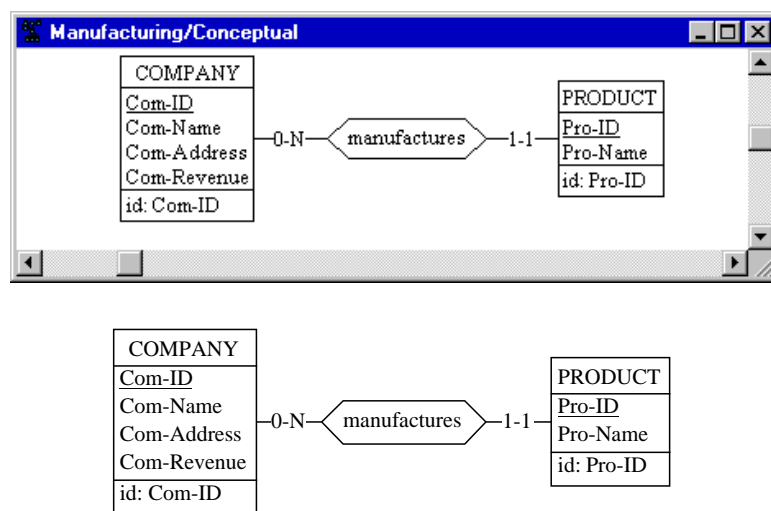 Manufacturing/Conceptual
COMPANY
Com-ID
Com-Name
Com-Address
Com-Revenue
id: Com-ID
0-N
manufactures
1-1
PRODUCT
Pro-ID
Pro-Name
id: Pro-ID
COMPANY
Com-ID
Com-Name
Com-Address
Com-Revenue
id: Com-ID
0-N
manufactures
1-1
PRODUCT
Pro-ID
Pro-Name
id: Pro-ID